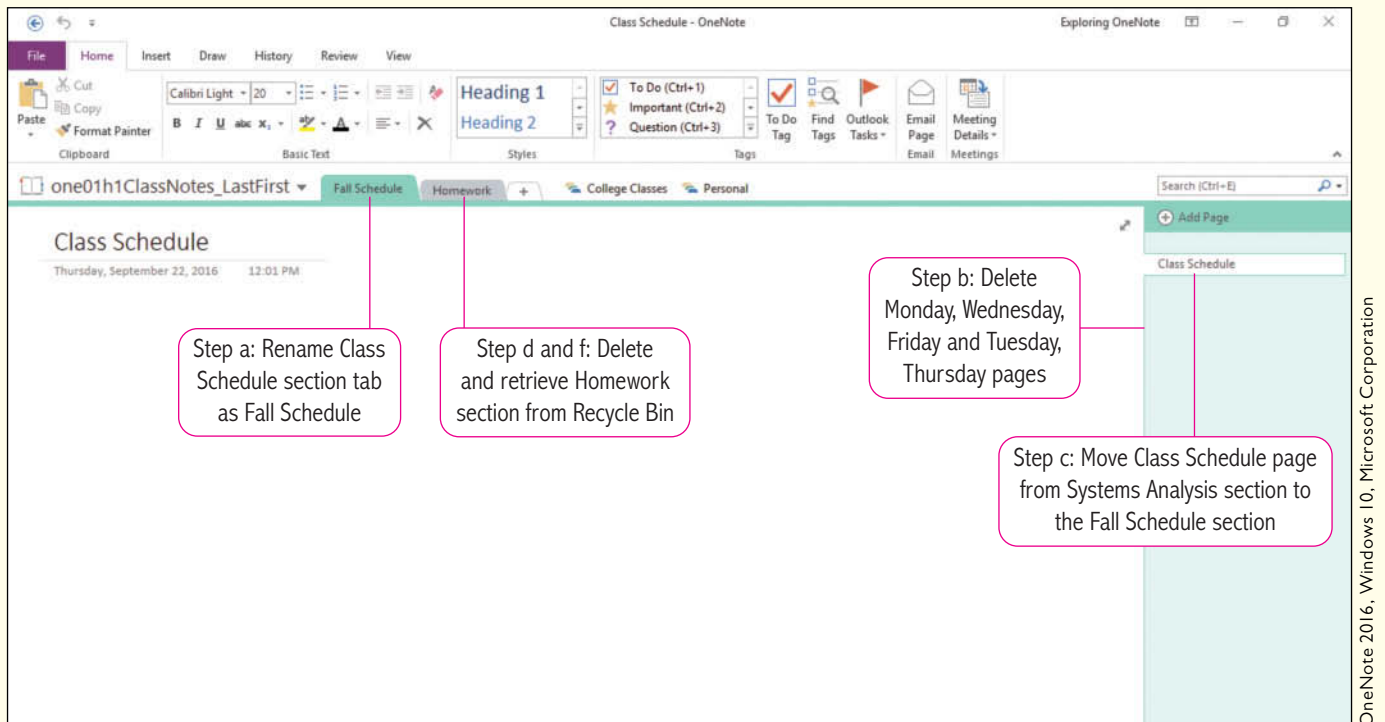 Class Schedule - OneNote
Exploring OneNote
File Home Insert Draw History Review View
Cut
Copy
Format Painter
Paste
Clipboard
Calibri Light 20
B I U abc x₂ A
Basic Text
Heading 1
Heading 2
Styles
To Do (Ctrl+1)
Important (Ctrl+2)
Question (Ctrl+3)
To Do Tag
Find Tags
Outlook Tasks
Tags
Email Page
Email
Meeting Details
Meetings
one01h1ClassNotes_LastFirst Fall Schedule Homework + College Classes Personal
Search (Ctrl+E)
Add Page
Class Schedule
Class Schedule
Thursday, September 22, 2016 12:01 PM
Step a: Rename Class
Schedule section tab
as Fall Schedule
Step d and f: Delete
and retrieve Homework
section from Recycle Bin
Step b: Delete
Monday, Wednesday,
Friday and Tuesday,
Thursday pages
Step c: Move Class Schedule page
from Systems Analysis section to
the Fall Schedule section
OneNote 2016, Windows 10, Microsoft Corporation